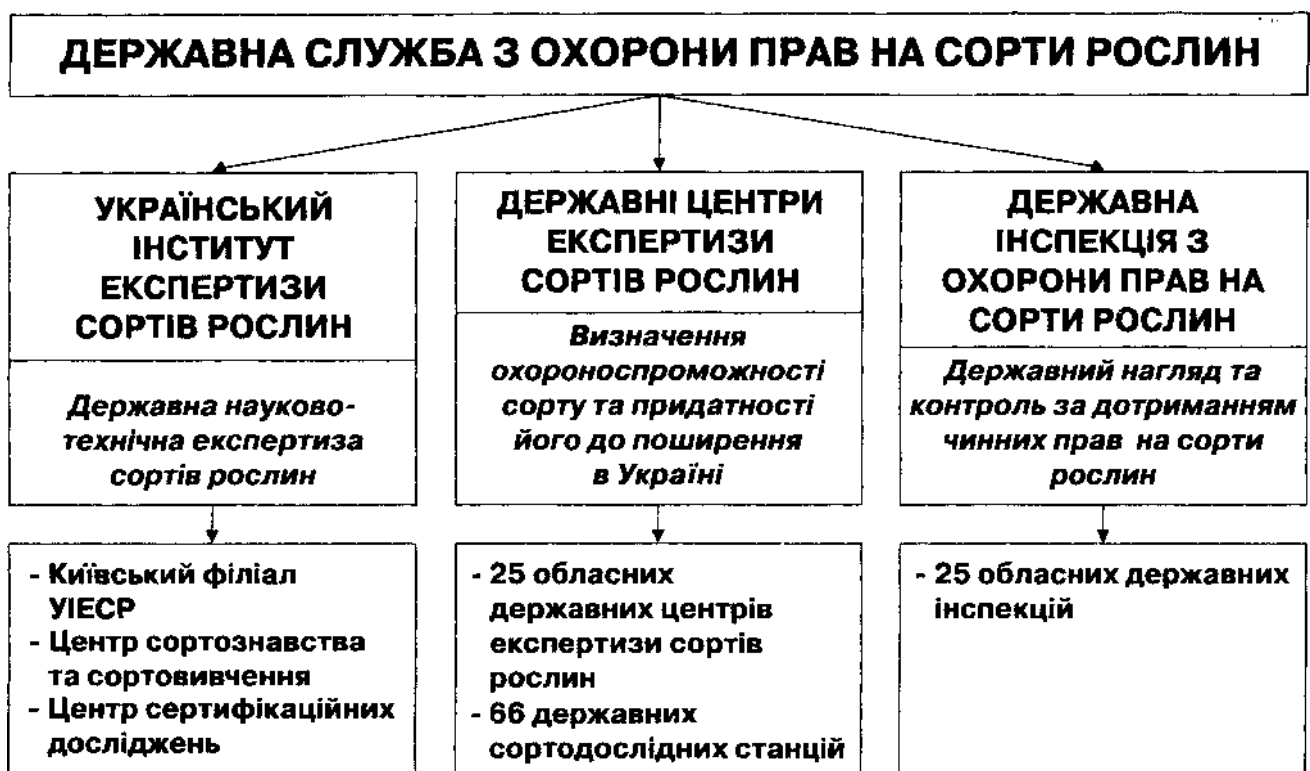 ДЕРЖАВНА СЛУЖБА З ОХОРОНИ ПРАВ НА СОРТИ РОСЛИН
УКРАЇНСЬКИЙ
ІНСТИТУТ
ЕКСПЕРТИЗИ
СОРТІВ РОСЛИН
Державна науково-
технічна експертиза
сортів рослин
- Київський філіал
УІЕСР
- Центр сортознавства
та сортовивчення
- Центр сертифікаційних
досліджень
ДЕРЖАВНІ ЦЕНТРИ
ЕКСПЕРТИЗИ
СОРТІВ РОСЛИН
Визначення
охороноспроможності
сорту та придатності
його до поширення
в Україні
- 25 обласних
державних центрів
експертизи сортів
рослин
- 66 державних
сортодослідних станцій
ДЕРЖАВНА
ІНСПЕКЦІЯ З
ОХОРОНИ ПРАВ НА
СОРТИ РОСЛИН
Державний нагляд та
контроль за дотриманням
чинних прав на сорти
рослин
- 25 обласних державних
інспекцій